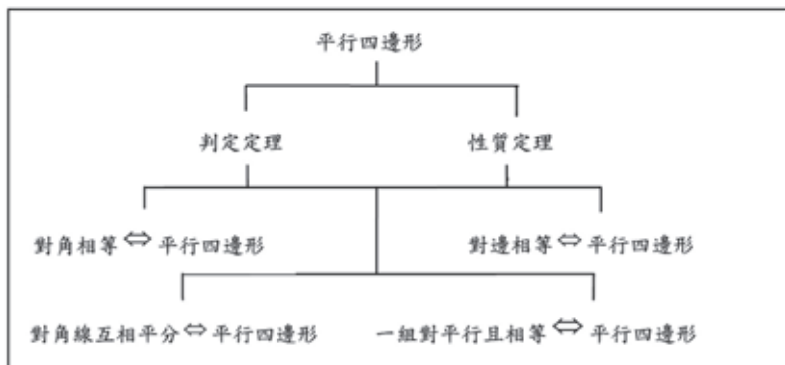 平行四邊形
判定定理 性質定理
對角相等 ⇔ 平行四邊形 對邊相等 ⇔ 平行四邊形
對角線互相平分 ⇔ 平行四邊形 一組對平行且相等 ⇔ 平行四邊形